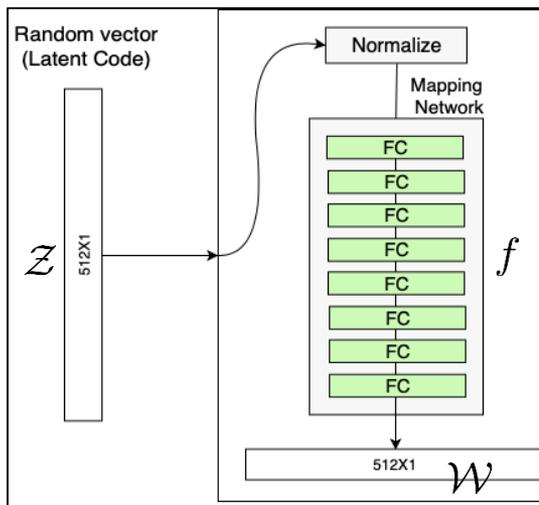 Random vector
(Latent Code)
Normalize
Mapping
Network
FC
FC
FC
FC
FC
FC
FC
FC
𝒵
512X1
f
512X1
𝒲